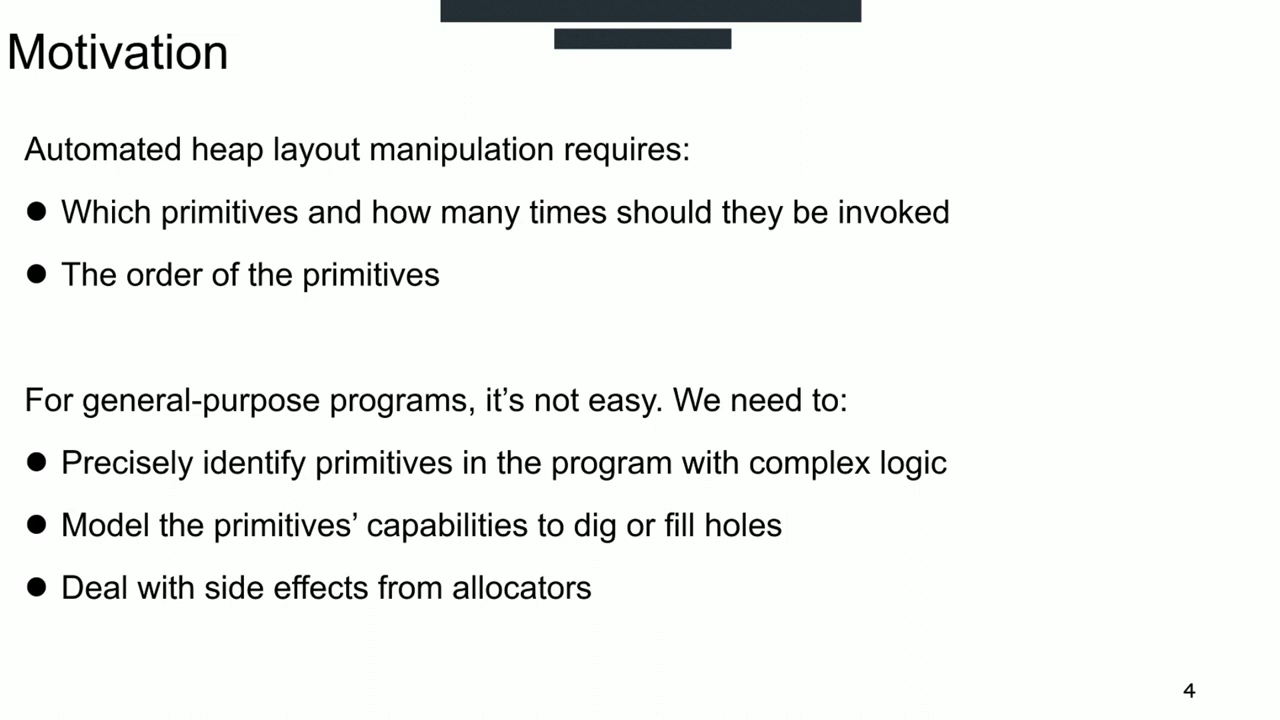 Motivation
Automated heap layout manipulation requires:
● Which primitives and how many times should they be invoked
● The order of the primitives
For general-purpose programs, it’s not easy. We need to:
● Precisely identify primitives in the program with complex logic
● Model the primitives’ capabilities to dig or fill holes
● Deal with side effects from allocators
4